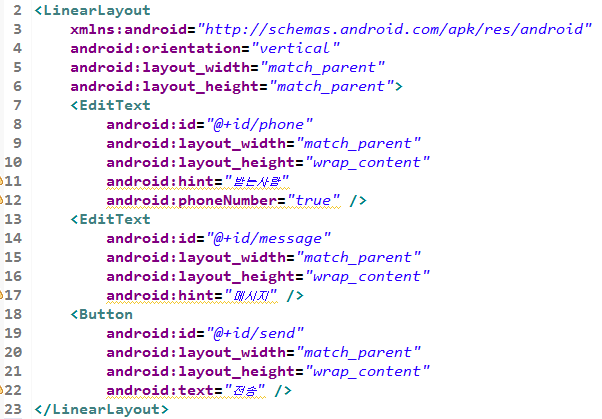 2 <LinearLayout
3 xmlns:android="http://schemas.android.com/apk/res/android"
4 android:orientation="vertical"
5 android:layout_width="match_parent"
6 android:layout_height="match_parent">
7 <EditText
8 android:id="@+id/phone"
9 android:layout_width="match_parent"
10 android:layout_height="wrap_content"
11 android:hint="받는사람"
12 android:phoneNumber="true" />
13 <EditText
14 android:id="@+id/message"
15 android:layout_width="match_parent"
16 android:layout_height="wrap_content"
17 android:hint="메시지" />
18 <Button
19 android:id="@+id/send"
20 android:layout_width="match_parent"
21 android:layout_height="wrap_content"
22 android:text="전송" />
23 </LinearLayout>